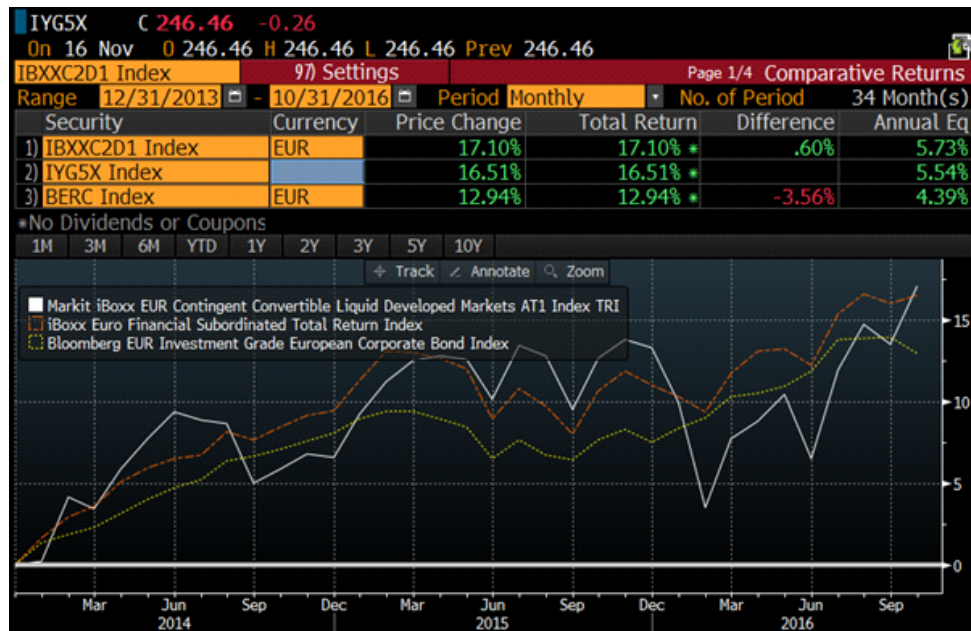 IYG5X C 246.46 -0.26
On 16 Nov O 246.46 H 246.46 L 246.46 Prev 246.46
IBXXC2D1 Index 97) Settings Page 1/4 Comparative Returns
Range 12/31/2013 - 10/31/2016 Period Monthly No. of Period 34 Month(s)
Security Currency Price Change Total Return Difference Annual Eq
1) IBXXC2D1 Index EUR 17.10% 17.10% * .60% 5.73%
2) IYG5X Index 16.51% 16.51% * 5.54%
3) BERC Index EUR 12.94% 12.94% * -3.56% 4.39%
*No Dividends or Coupons
1M 3M 6M YTD 1Y 2Y 3Y 5Y 10Y
Track Annotate Zoom
Markit iBoxx EUR Contingent Convertible Liquid Developed Markets AT1 Index TRI
iBoxx Euro Financial Subordinated Total Return Index
Bloomberg EUR Investment Grade European Corporate Bond Index
15
10
5
0
Mar Jun Sep Dec Mar Jun Sep Dec Mar Jun Sep
2014 2015 2016